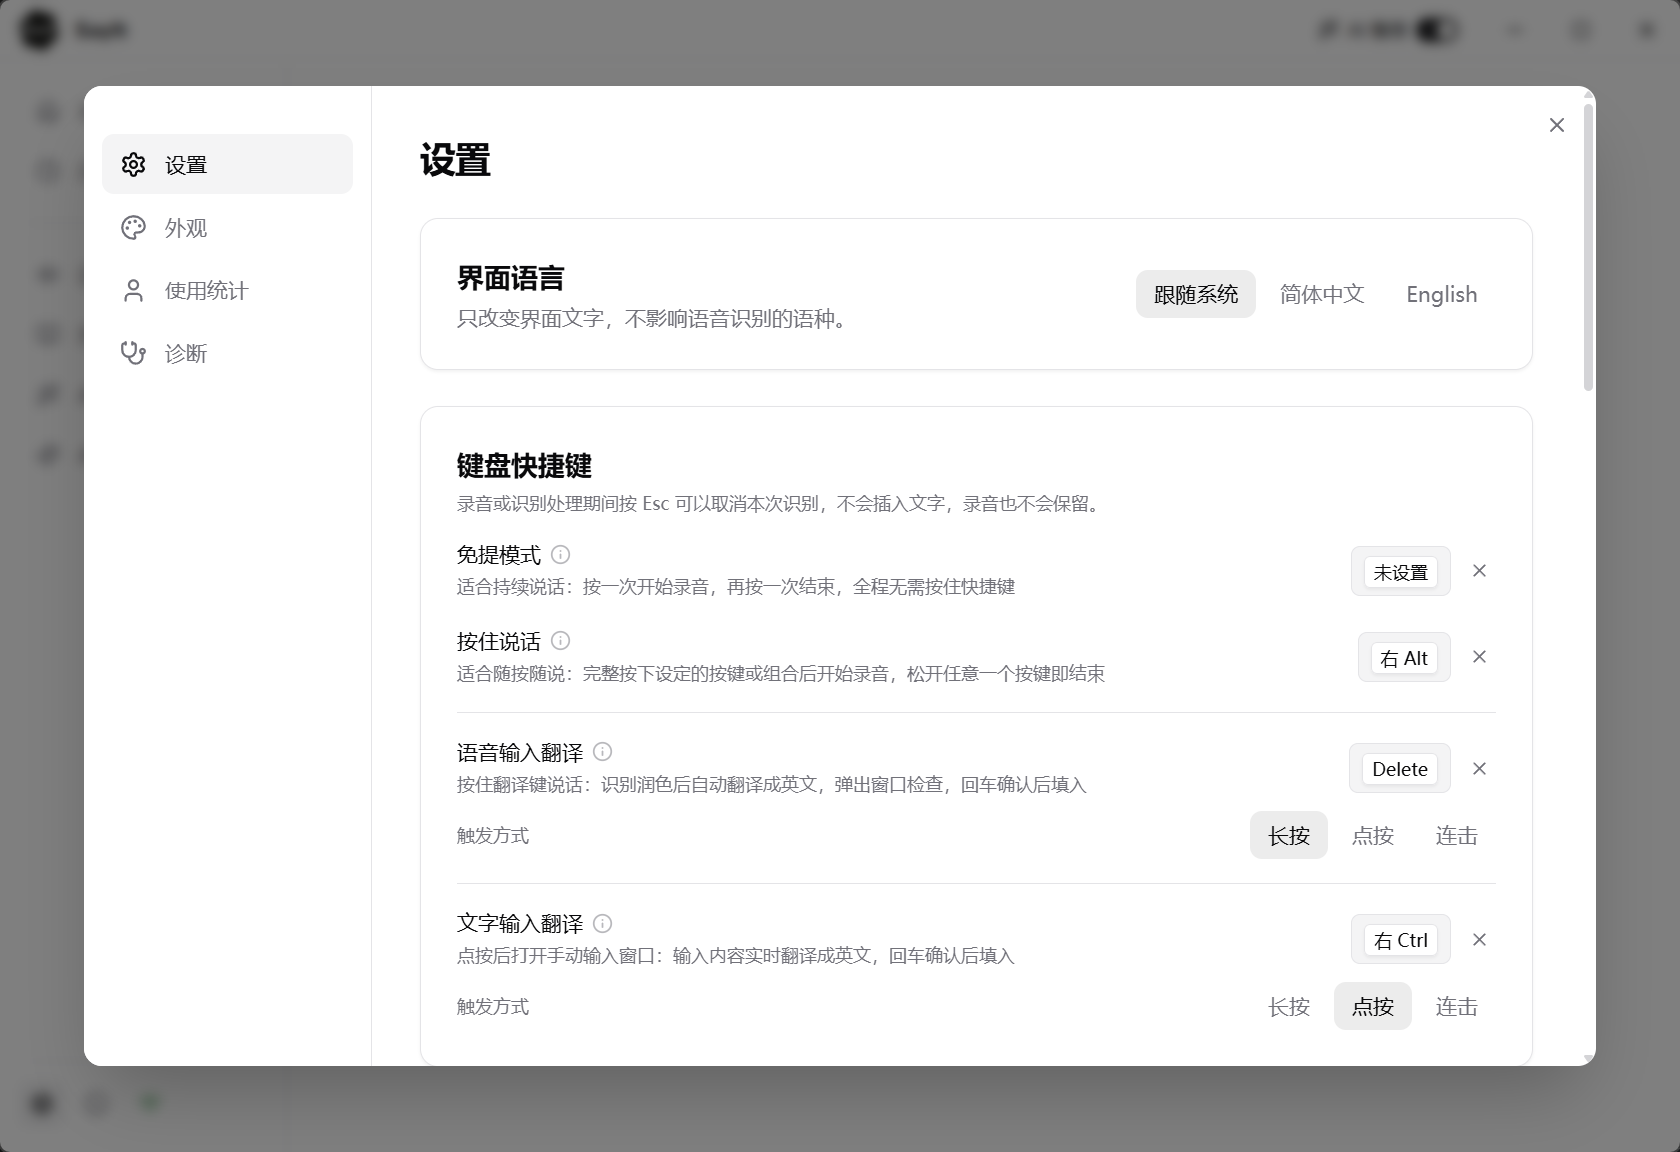 设置
外观
使用统计
诊断
设置
界面语言
只改变界面文字，不影响语音识别的语种。
跟随系统 简体中文 English
键盘快捷键
录音或识别处理期间按 Esc 可以取消本次识别，不会插入文字，录音也不会保留。
免提模式
适合持续说话：按一次开始录音，再按一次结束，全程无需按住快捷键
未设置
按住说话
适合随按随说：完整按下设定的按键或组合后开始录音，松开任意一个按键即结束
右 Alt
语音输入翻译
按住翻译键说话：识别润色后自动翻译成英文，弹出窗口检查，回车确认后填入
Delete
触发方式 长按 点按 连击
文字输入翻译
点按后打开手动输入窗口：输入内容实时翻译成英文，回车确认后填入
右 Ctrl
触发方式 长按 点按 连击